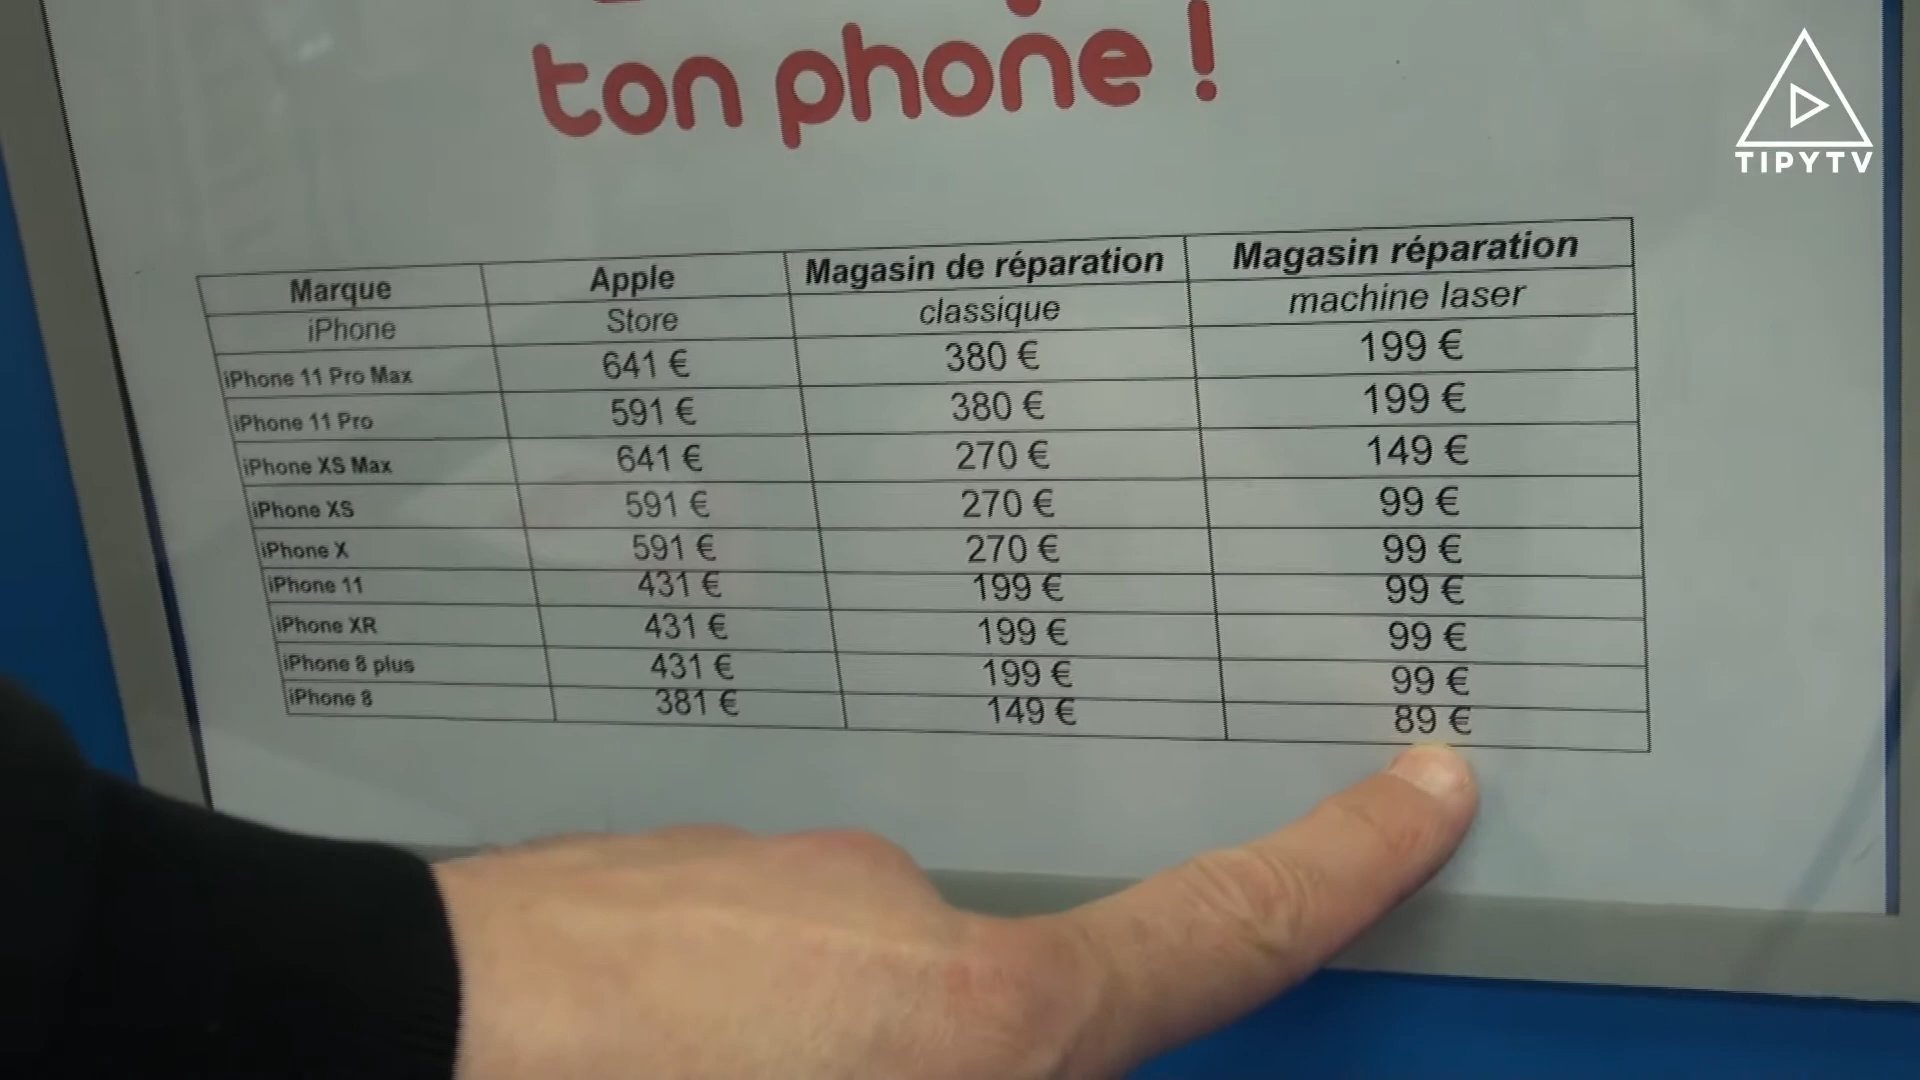 ton phone !
TIPYTV
Marque Apple Magasin de réparation Magasin réparation
iPhone Store classique machine laser
iPhone 11 Pro Max 641 € 380 € 199 €
iPhone 11 Pro 591 € 380 € 199 €
iPhone XS Max 641 € 270 € 149 €
iPhone XS 591 € 270 € 99 €
iPhone X 591 € 270 € 99 €
iPhone 11 431 € 199 € 99 €
iPhone XR 431 € 199 € 99 €
iPhone 8 plus 431 € 199 € 99 €
iPhone 8 381 € 149 € 89 €